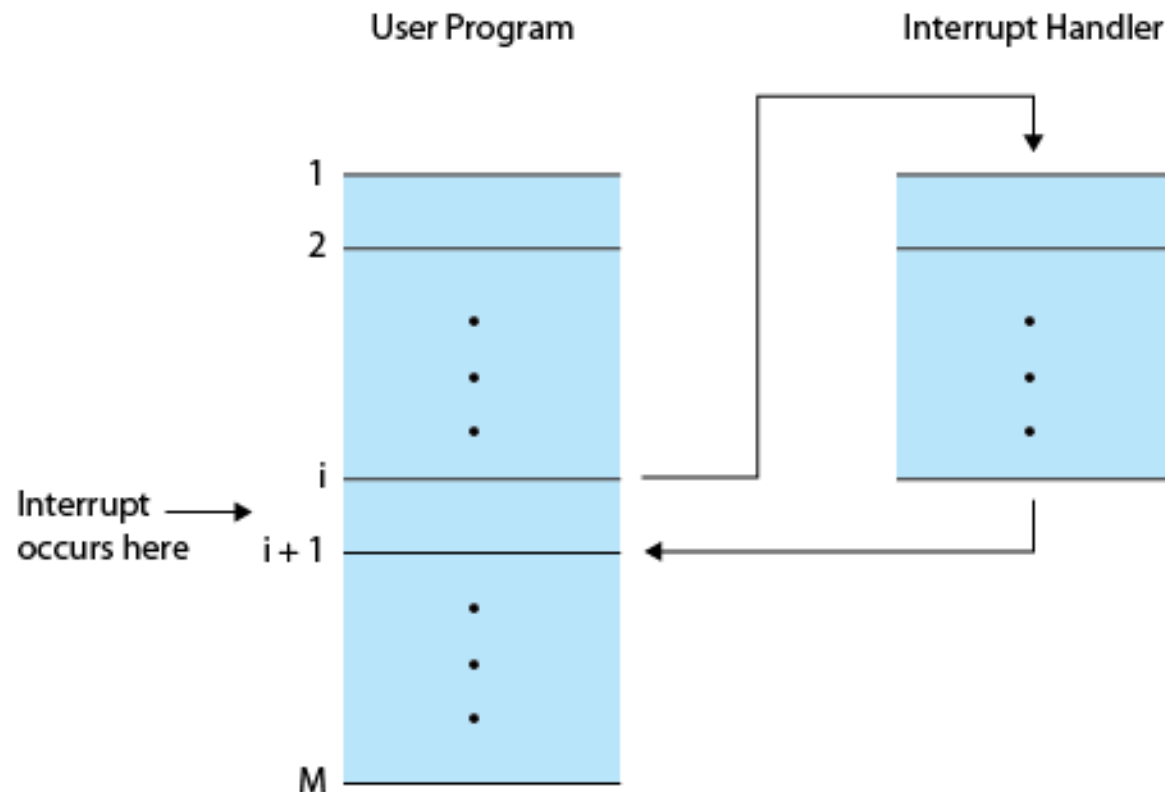 User Program
Interrupt Handler
1
2
i
Interrupt
occurs here
i + 1
M